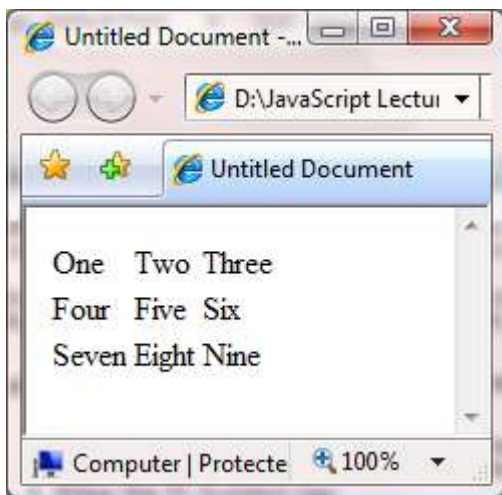 Untitled Document -...
D:\JavaScript Lectu
Untitled Document
One Two Three
Four Five Six
Seven Eight Nine
Computer | Protecte 100%